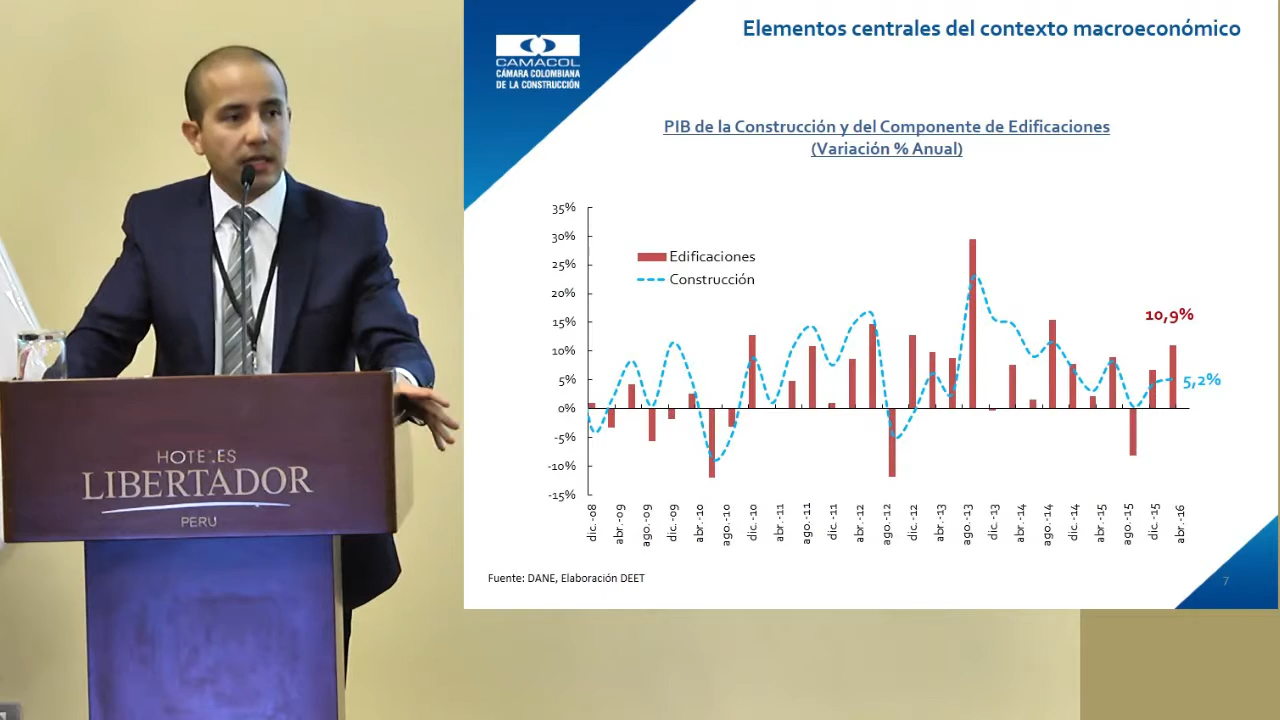 Elementos centrales del contexto macroeconómico
CAMACOL
CÁMARA COLOMBIANA
DE LA CONSTRUCCIÓN
PIB de la Construcción y del Componente de Edificaciones
(Variación % Anual)
35%
30%
25%
20%
15%
10%
5%
0%
-5%
-10%
-15%
Edificaciones
Construcción
10,9%
5,2%
dic.-08
abr.-09
ago.-09
dic.-09
abr.-10
ago.-10
dic.-10
abr.-11
ago.-11
dic.-11
abr.-12
ago.-12
dic.-12
abr.-13
ago.-13
dic.-13
abr.-14
ago.-14
dic.-14
abr.-15
ago.-15
dic.-15
abr.-16
Fuente: DANE, Elaboración DEET
7
HOTELES
LIBERTADOR
PERU